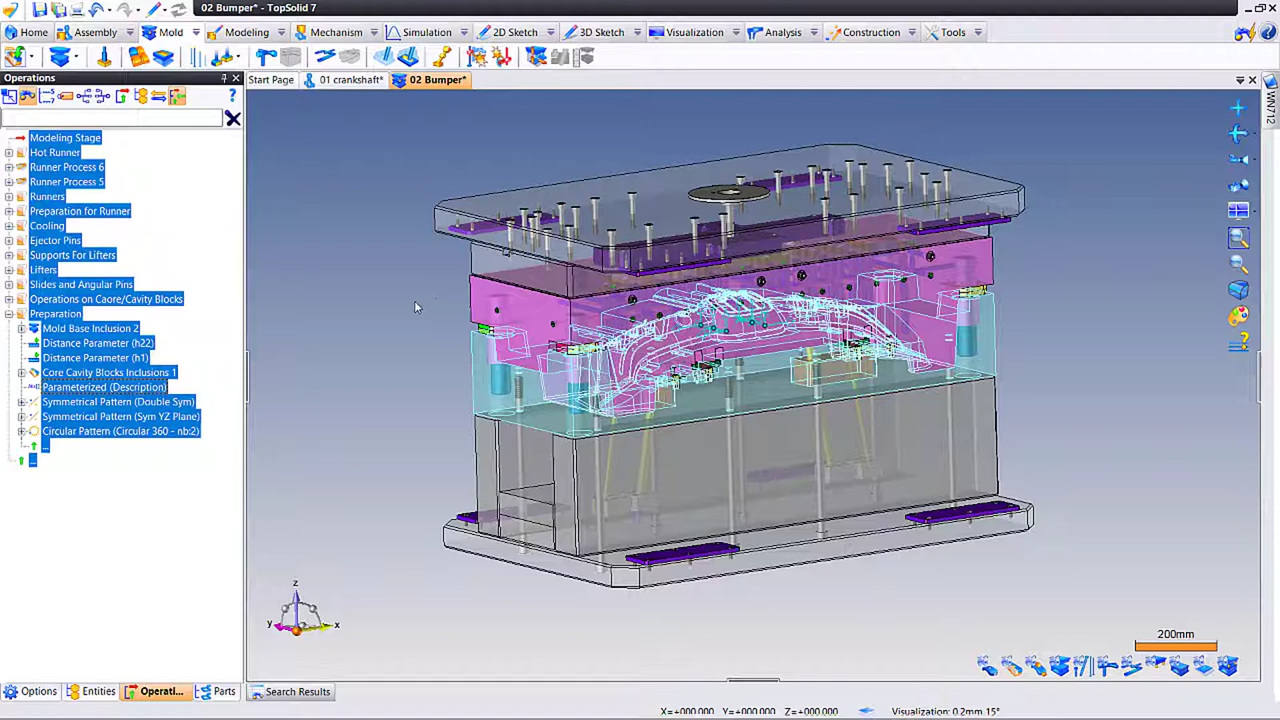 02 Bumper* - TopSolid 7
Home Assembly Mold Modeling Mechanism Simulation 2D Sketch 3D Sketch Visualization Analysis Construction Tools
Operations
Start Page 01 crankshaft* 02 Bumper*
WN712
Modeling Stage
Hot Runner
Runner Process 6
Runner Process 5
Runners
Preparation for Runner
Cooling
Ejector Pins
Supports For Lifters
Lifters
Slides and Angular Pins
Operations on Caore/Cavity Blocks
Preparation
Mold Base Inclusion 2
Distance Parameter (h22)
Distance Parameter (h1)
Core Cavity Blocks Inclusions 1
Parameterized (Description)
Symmetrical Pattern (Double Sym)
Symmetrical Pattern (Sym YZ Plane)
Circular Pattern (Circular 360 - nb:2)
...
...
z
y x
200mm
Options Entities Operati... Parts Search Results
X=+000.000 Y=+000.000 Z=+000.000 Visualization: 0.2mm 15°